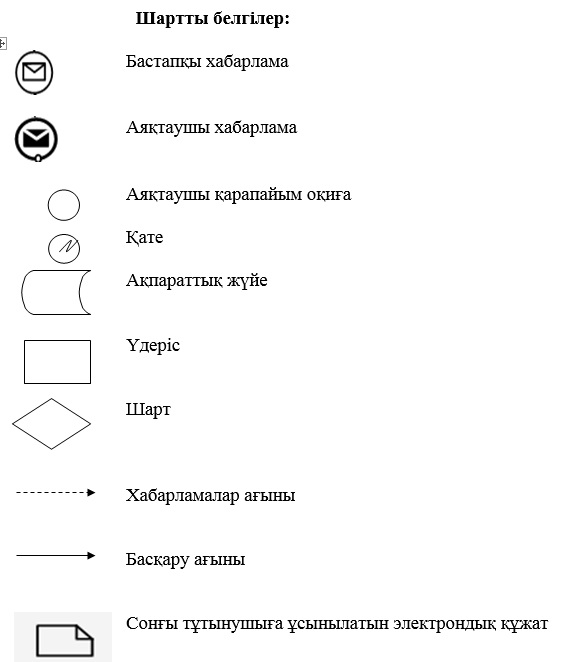 Шартты белгілер:
Бастапқы хабарлама
Аяқтаушы хабарлама
Аяқтаушы қарапайым оқиға
Қате
Ақпараттық жүйе
Үдеріс
Шарт
Хабарламалар ағыны
Басқару ағыны
Сонғы тұтынушыға ұсынылатын электрондық құжат